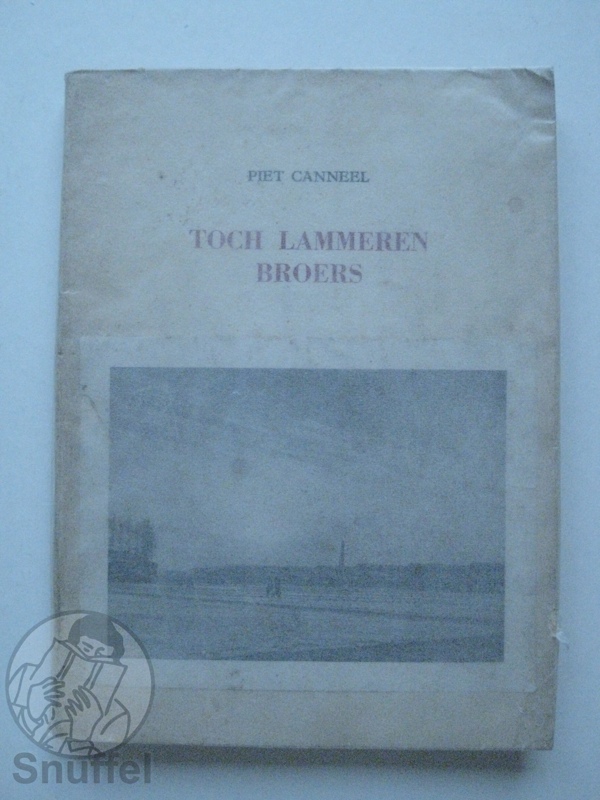 PIET CANNEEL
TOCH LAMMEREN
BROERS
Snuffel